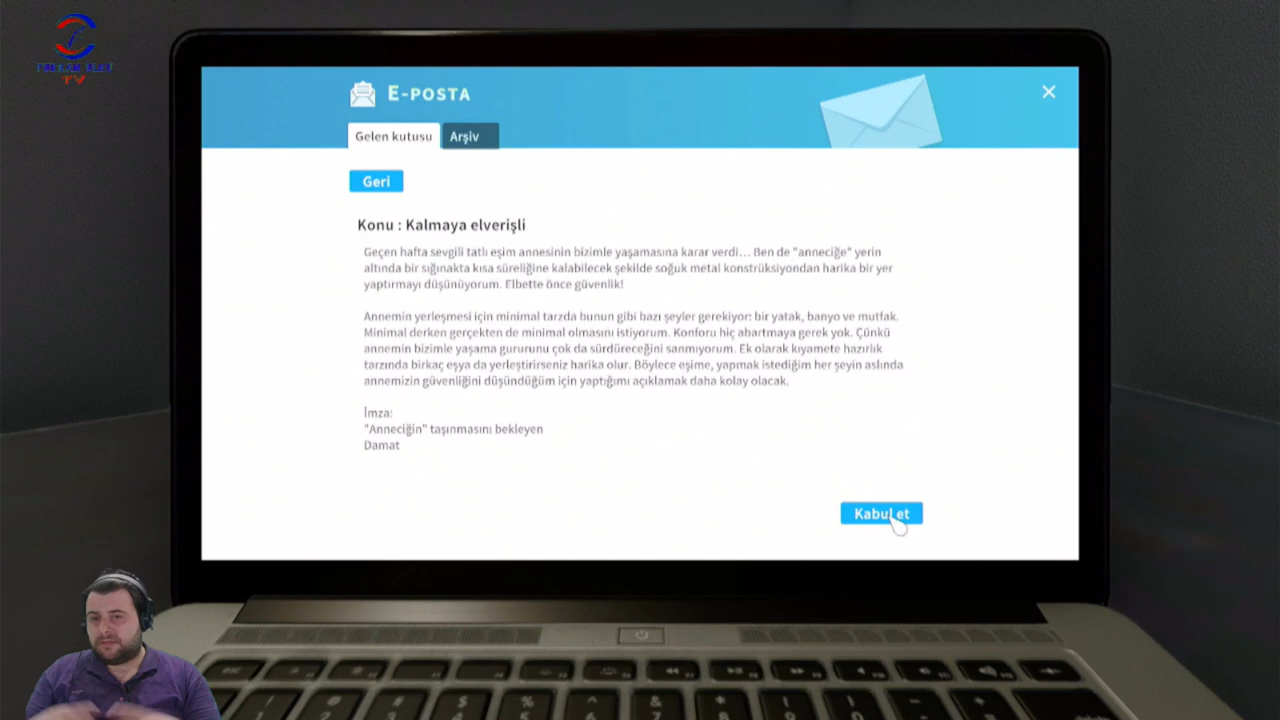 E-POSTA
Gelen kutusu
Arşiv
Geri
Konu : Kalmaya elverişli
Geçen hafta sevgili tatlı eşim annesinin bizimle yaşamasına karar verdi... Ben de "anneciğe" yerin
altında bir sığınakta kısa süreliğine kalabilecek şekilde soğuk metal konstrüksiyondan harika bir yer
yaptırmayı düşünüyorum. Elbette önce güvenlik!
Annemin yerleşmesi için minimal tarzda bunun gibi bazı şeyler gerekiyor: bir yatak, banyo ve mutfak.
Minimal derken gerçekten de minimal olmasını istiyorum. Konforu hiç abartmaya gerek yok. Çünkü
annemin bizimle yaşama gururunu çok da sürdüreceğini sanmıyorum. Ek olarak kıyamete hazırlık
tarzında birkaç eşya da yerleştirirseniz harika olur. Böylece eşime, yapmak istediğim her şeyin aslında
annemizin güvenliğini düşündüğüm için yaptığımı açıklamak daha kolay olacak.
İmza:
"Anneciğin" taşınmasını bekleyen
Damat
Kabul et